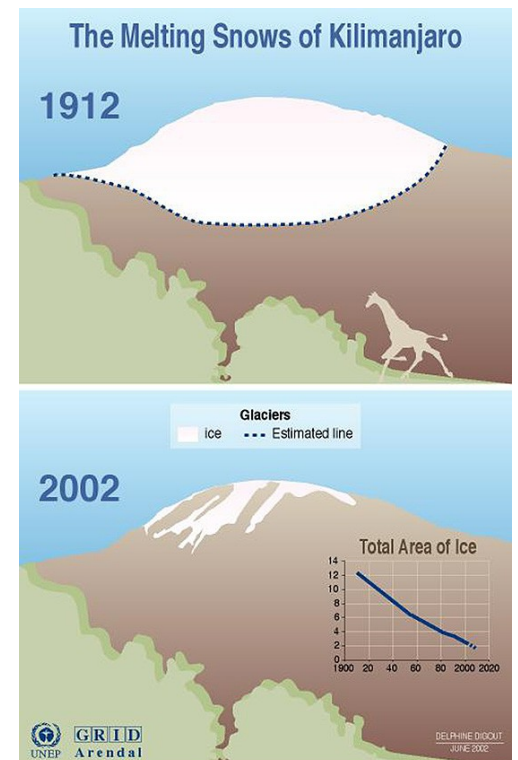 The Melting Snows of Kilimanjaro
1912
Glaciers
ice
Estimated line
2002
Total Area of Ice
14
12
10
8
6
4
2
0
1900 20 40 60 80 2000 2020
UNEP
GRID
Arendal
DELPHINE DIGOUT
JUNE 2002